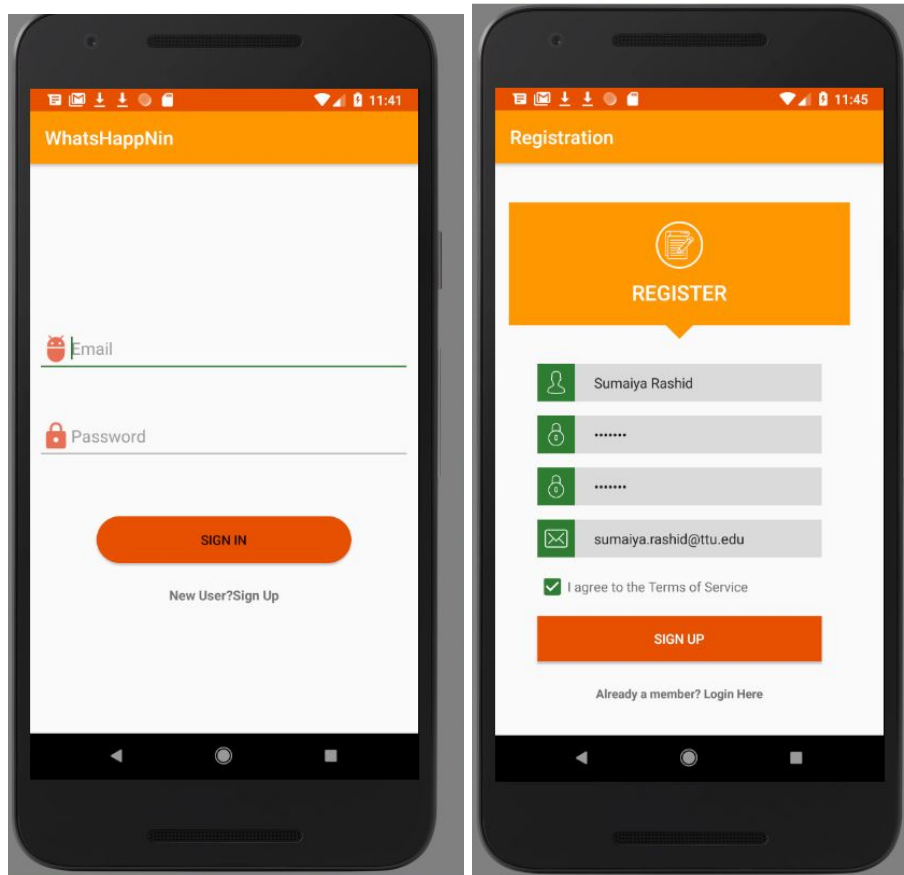 11:41
WhatsHappNin
Email
Password
SIGN IN
New User?Sign Up
11:45
Registration
REGISTER
Sumaiya Rashid
•••••••
•••••••
sumaiya.rashid@ttu.edu
I agree to the Terms of Service
SIGN UP
Already a member? Login Here